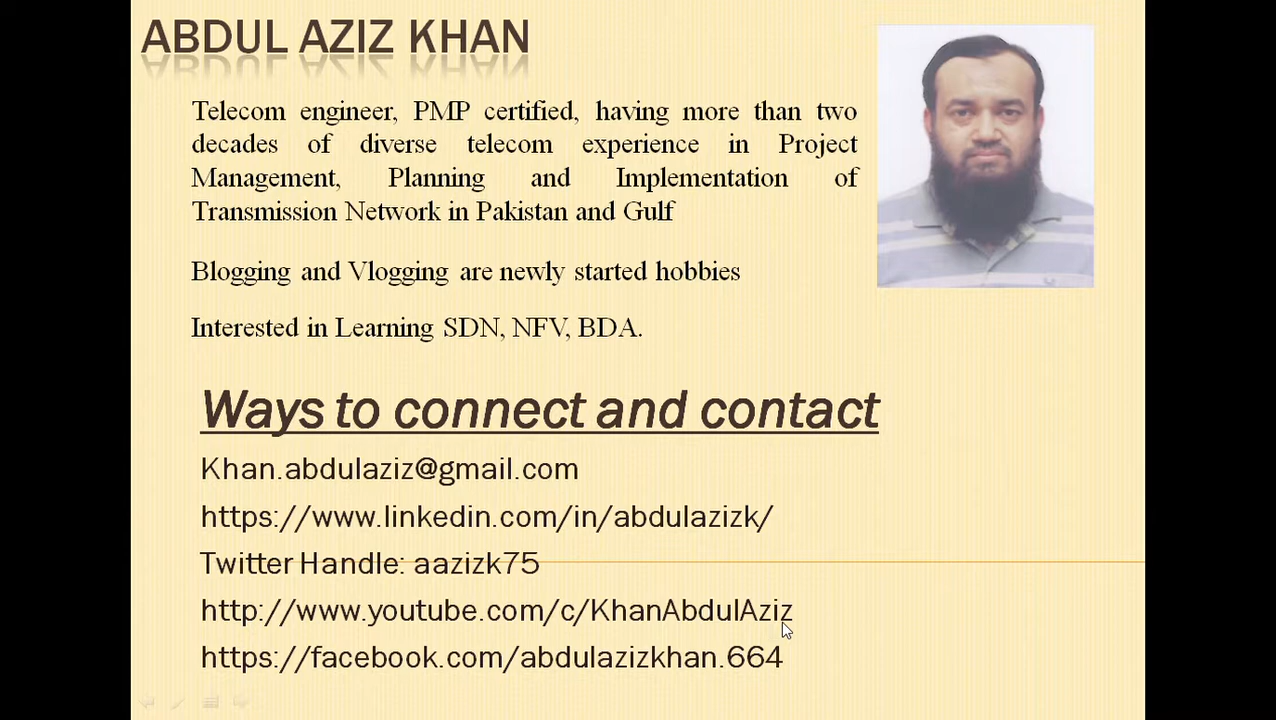 ABDUL AZIZ KHAN
Telecom engineer, PMP certified, having more than two
decades of diverse telecom experience in Project
Management, Planning and Implementation of
Transmission Network in Pakistan and Gulf
Blogging and Vlogging are newly started hobbies
Interested in Learning SDN, NFV, BDA.
Ways to connect and contact
Khan.abdulaziz@gmail.com
https://www.linkedin.com/in/abdulazizk/
Twitter Handle: aazizk75
http://www.youtube.com/c/KhanAbdulAziz
https://facebook.com/abdulazizkhan.664